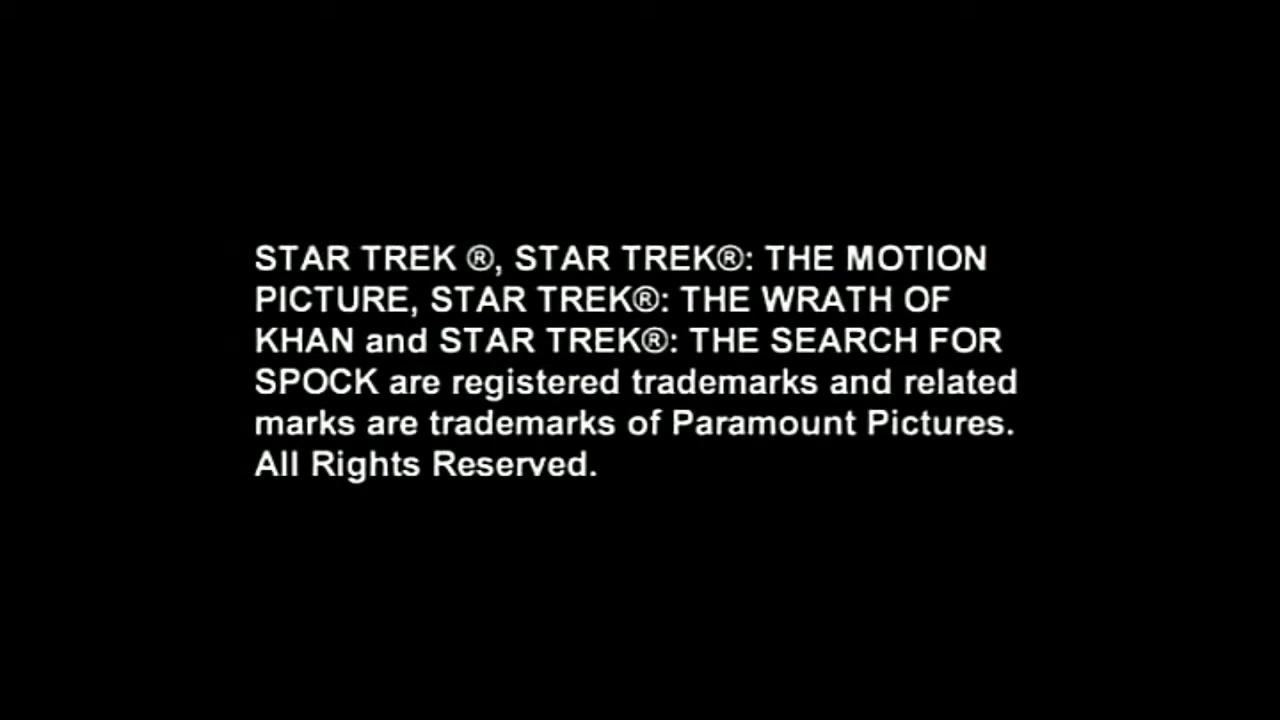 STAR TREK ®, STAR TREK®: THE MOTION
PICTURE, STAR TREK®: THE WRATH OF
KHAN and STAR TREK®: THE SEARCH FOR
SPOCK are registered trademarks and related
marks are trademarks of Paramount Pictures.
All Rights Reserved.